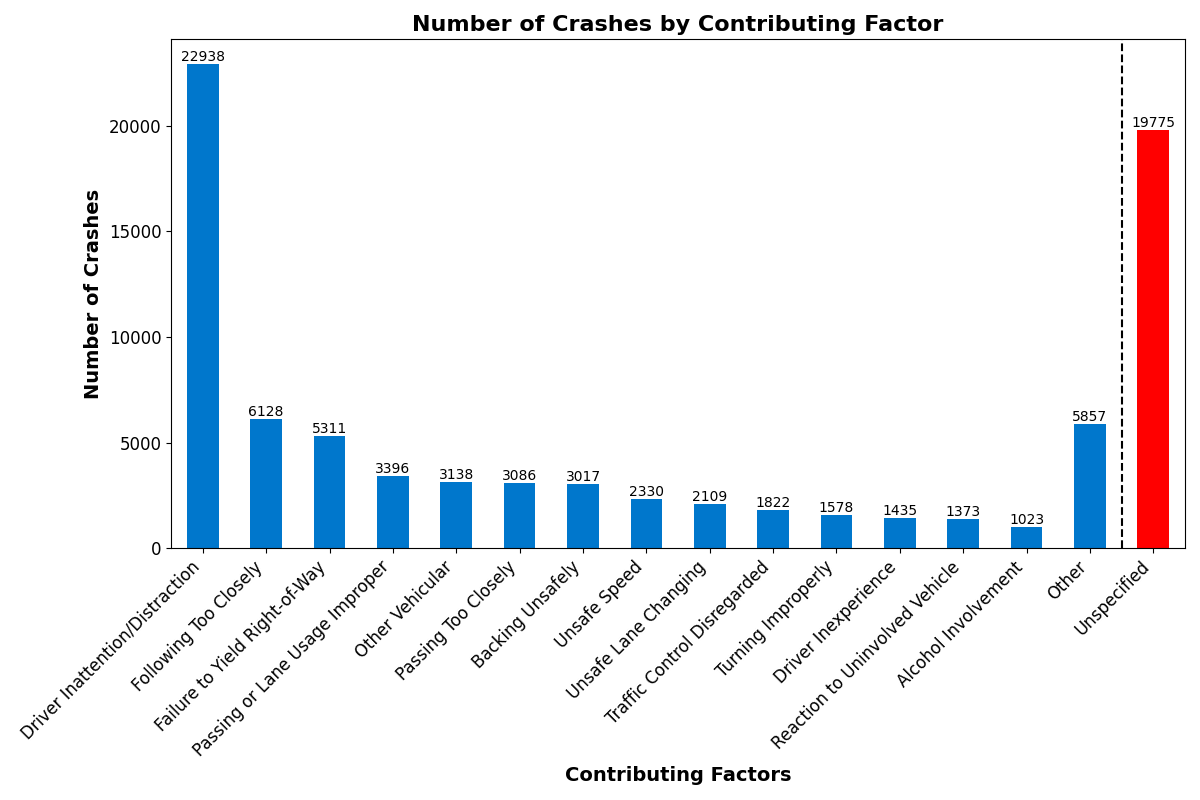 Number of Crashes by Contributing Factor
Number of Crashes
20000
15000
10000
5000
0
22938
6128
5311
3396
3138
3086
3017
2330
2109
1822
1578
1435
1373
1023
5857
19775
Driver Inattention/Distraction
Following Too Closely
Failure to Yield Right-of-Way
Passing or Lane Usage Improper
Other Vehicular
Passing Too Closely
Backing Unsafely
Unsafe Speed
Unsafe Lane Changing
Traffic Control Disregarded
Turning Improperly
Driver Inexperience
Reaction to Uninvolved Vehicle
Alcohol Involvement
Other
Unspecified
Contributing Factors